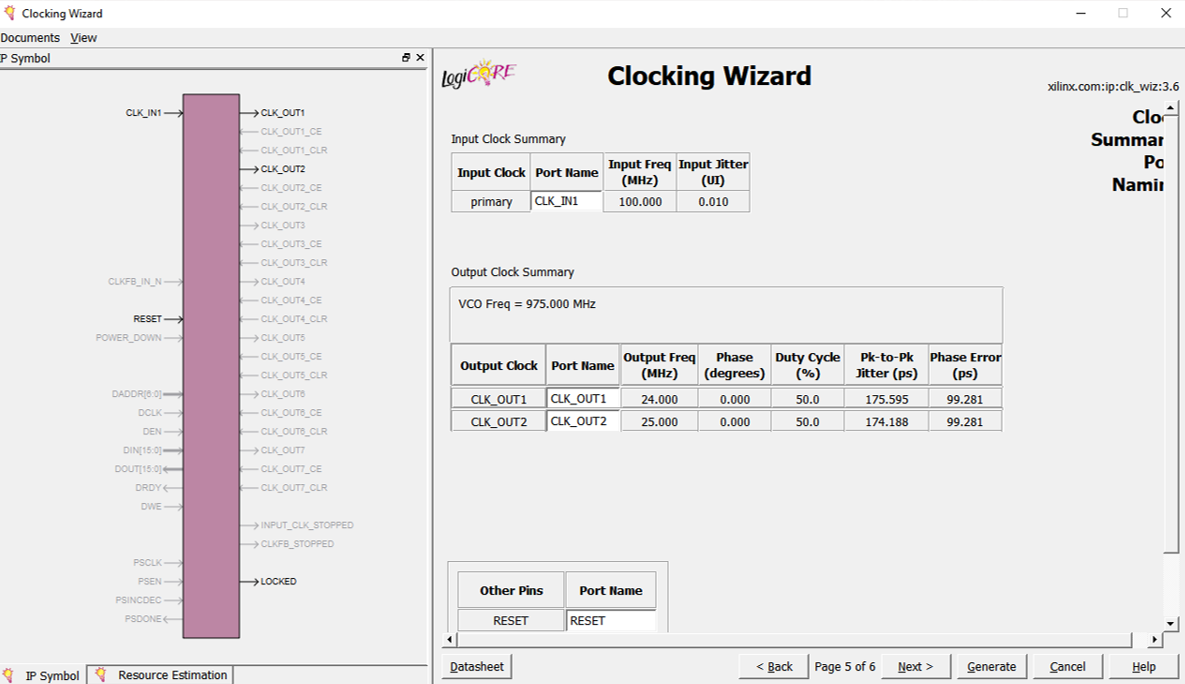 Clocking Wizard
Documents View
P Symbol
CLK_IN1
CLKFB_IN_N
RESET
POWER_DOWN
DADDR[6:0]
DCLK
DEN
DIN[15:0]
DOUT[15:0]
DRDY
DWE
PSCLK
PSEN
PSINCDEC
PSDONE
CLK_OUT1
CLK_OUT1_CE
CLK_OUT1_CLR
CLK_OUT2
CLK_OUT2_CE
CLK_OUT2_CLR
CLK_OUT3
CLK_OUT3_CE
CLK_OUT3_CLR
CLK_OUT4
CLK_OUT4_CE
CLK_OUT4_CLR
CLK_OUT5
CLK_OUT5_CE
CLK_OUT5_CLR
CLK_OUT6
CLK_OUT6_CE
CLK_OUT6_CLR
CLK_OUT7
CLK_OUT7_CE
CLK_OUT7_CLR
INPUT_CLK_STOPPED
CLKFB_STOPPED
LOCKED
IP Symbol Resource Estimation
LogiCORE
Clocking Wizard
xilinx.com:ip:clk_wiz:3.6
Cloc
Summar
Po
Namin
Input Clock Summary
Input Clock Port Name Input Freq (MHz) Input Jitter (UI)
primary CLK_IN1 100.000 0.010
Output Clock Summary
VCO Freq = 975.000 MHz
Output Clock Port Name Output Freq (MHz) Phase (degrees) Duty Cycle (%) Pk-to-Pk Jitter (ps) Phase Error (ps)
CLK_OUT1 CLK_OUT1 24.000 0.000 50.0 175.595 99.281
CLK_OUT2 CLK_OUT2 25.000 0.000 50.0 174.188 99.281
Other Pins Port Name
RESET RESET
Datasheet < Back Page 5 of 6 Next > Generate Cancel Help